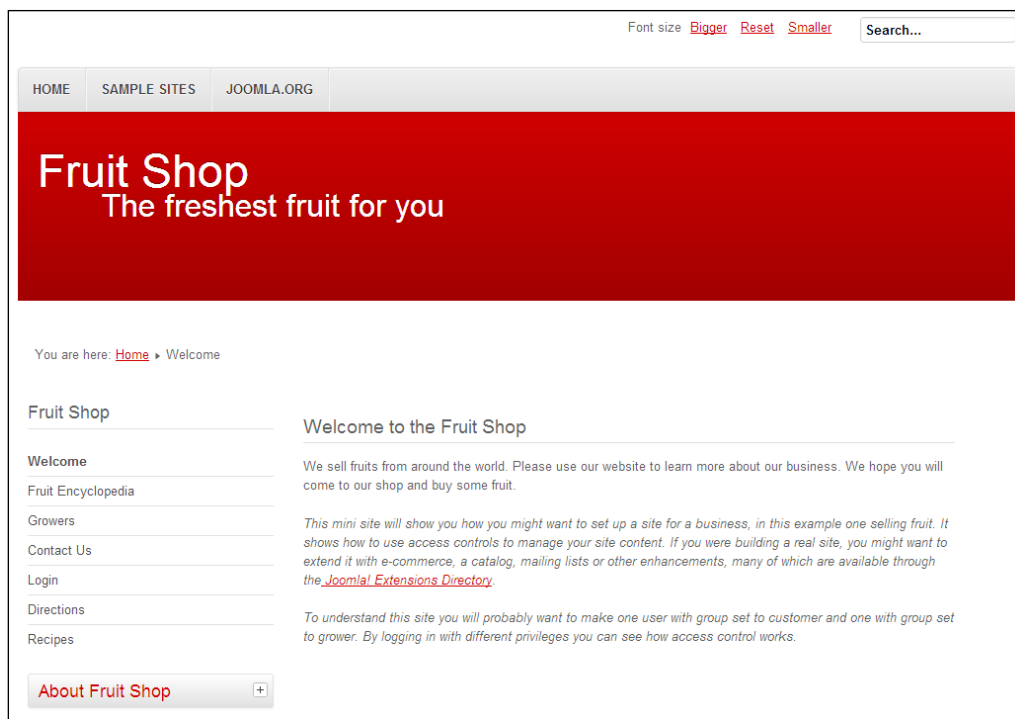 Font size Bigger Reset Smaller Search...
HOME SAMPLE SITES JOOMLA.ORG
Fruit Shop
The freshest fruit for you
You are here: Home Welcome
Fruit Shop
Welcome
Fruit Encyclopedia
Growers
Contact Us
Login
Directions
Recipes
About Fruit Shop
Welcome to the Fruit Shop
We sell fruits from around the world. Please use our website to learn more about our business. We hope you will
come to our shop and buy some fruit.
This mini site will show you how you might want to set up a site for a business, in this example one selling fruit. It
shows how to use access controls to manage your site content. If you were building a real site, you might want to
extend it with e-commerce, a catalog, mailing lists or other enhancements, many of which are available through
the Joomla! Extensions Directory.
To understand this site you will probably want to make one user with group set to customer and one with group set
to grower. By logging in with different privileges you can see how access control works.